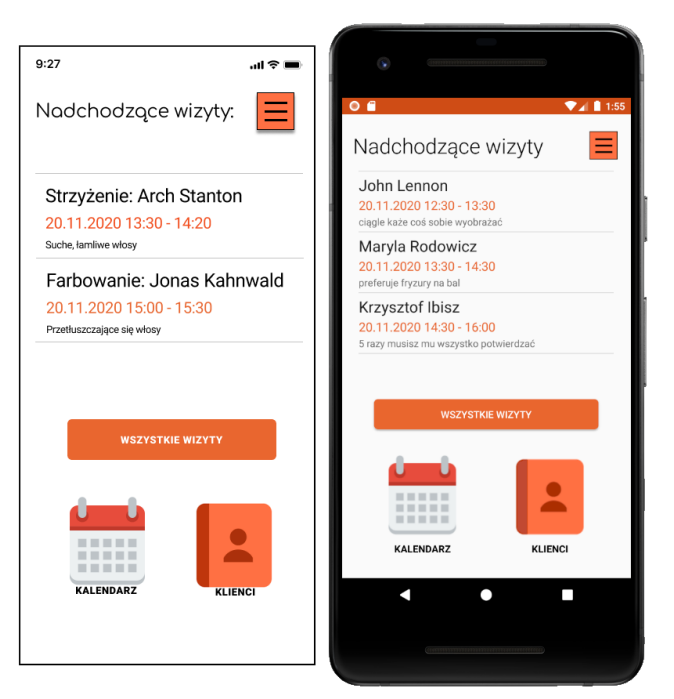 9:27
Nadchodzące wizyty:
Strzyżenie: Arch Stanton
20.11.2020 13:30 - 14:20
Suche, łamliwe włosy
Farbowanie: Jonas Kahnwald
20.11.2020 15:00 - 15:30
Przetłuszczające się włosy
WSZYSTKIE WIZYTY
KALENDARZ
KLIENCI
1:55
Nadchodzące wizyty
John Lennon
20.11.2020 12:30 - 13:30
ciągle każe coś sobie wyobrażać
Maryla Rodowicz
20.11.2020 13:30 - 14:30
preferuje fryzury na bal
Krzysztof Ibisz
20.11.2020 14:30 - 16:00
5 razy musisz mu wszystko potwierdzać
WSZYSTKIE WIZYTY
KALENDARZ
KLIENCI